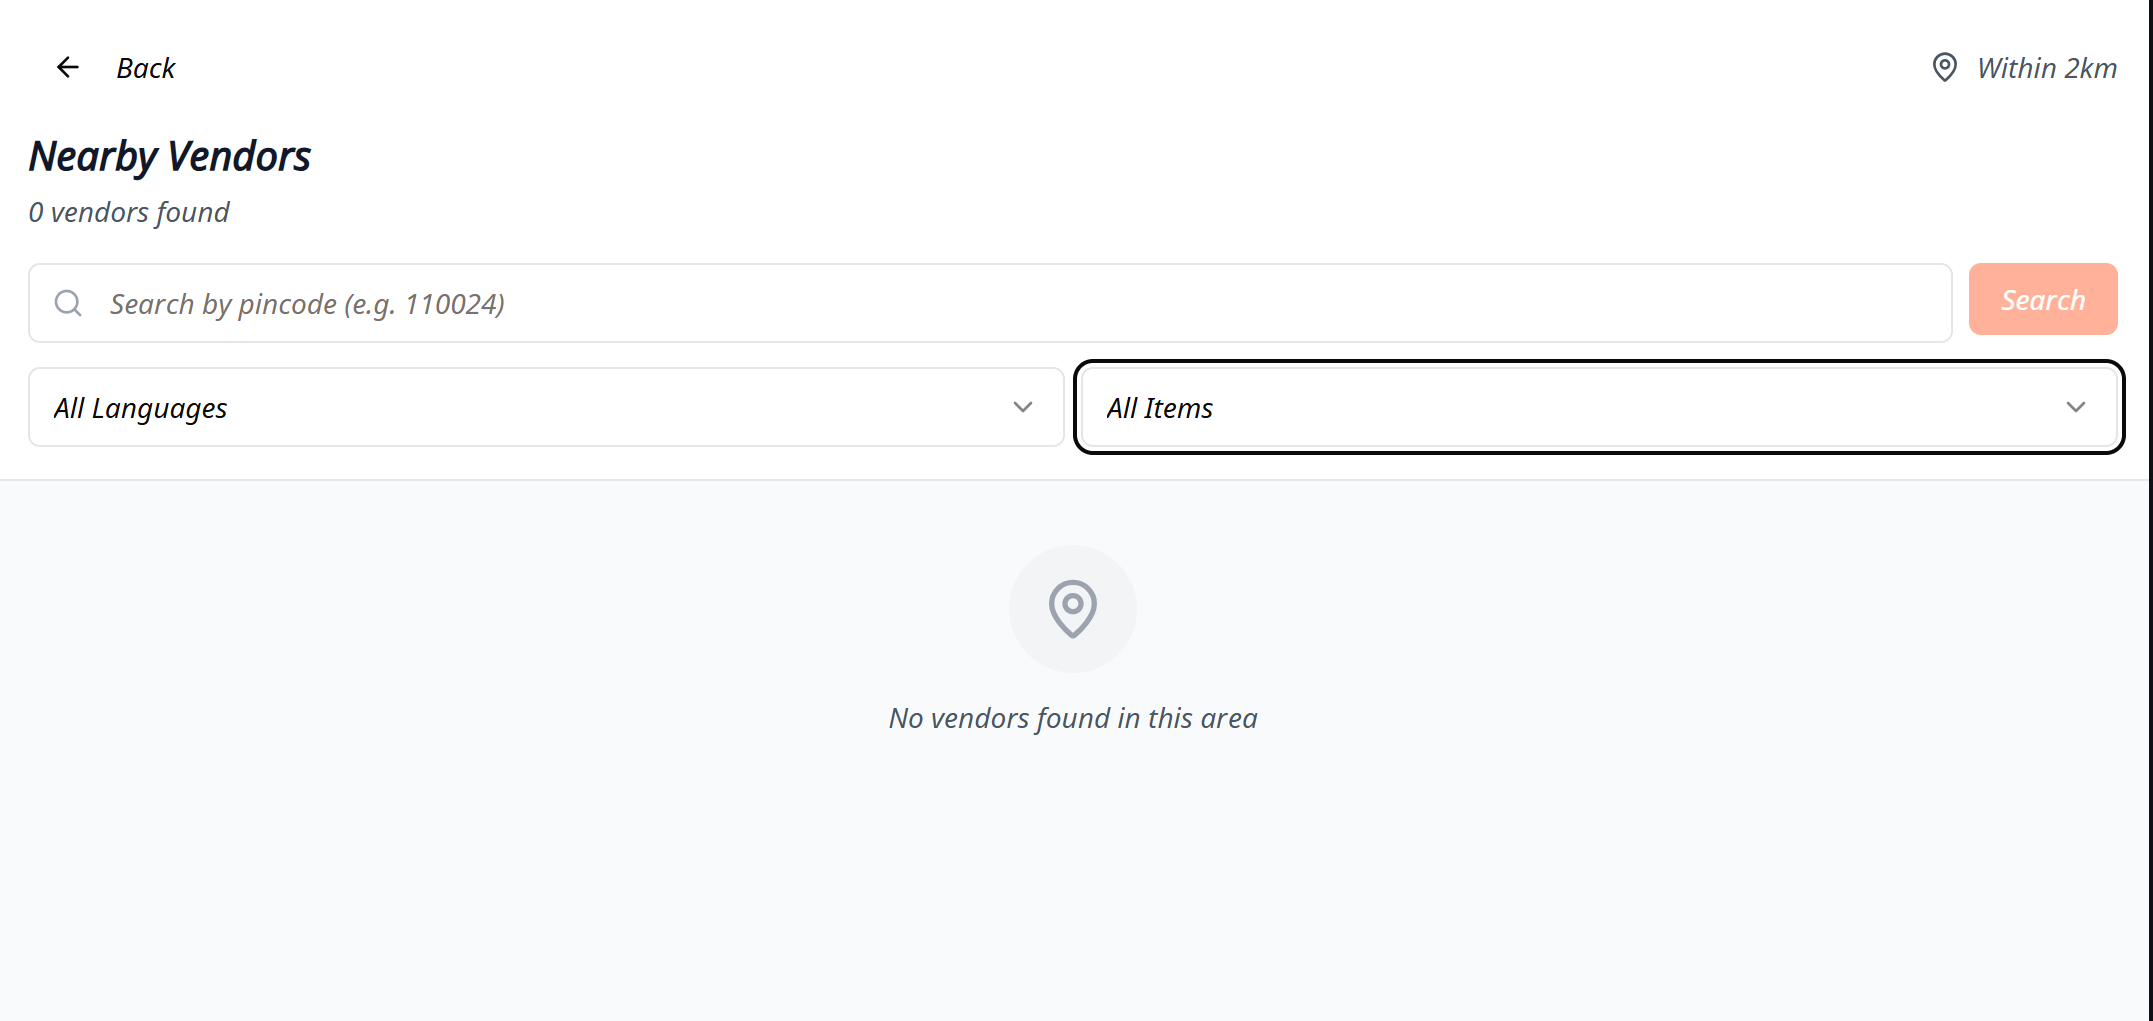 Back
Within 2km
Nearby Vendors
0 vendors found
Search by pincode (e.g. 110024)
Search
All Languages
All Items
No vendors found in this area